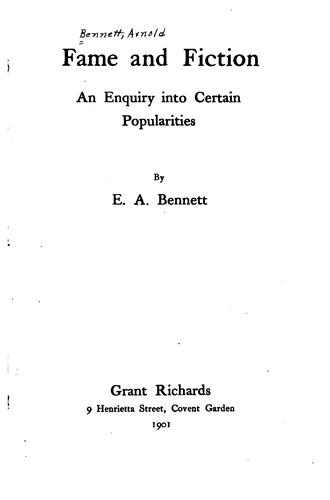 Bennett, Arnold
Fame and Fiction
An Enquiry into Certain
Popularities
By
E. A. Bennett
Grant Richards
9 Henrietta Street, Covent Garden
1901